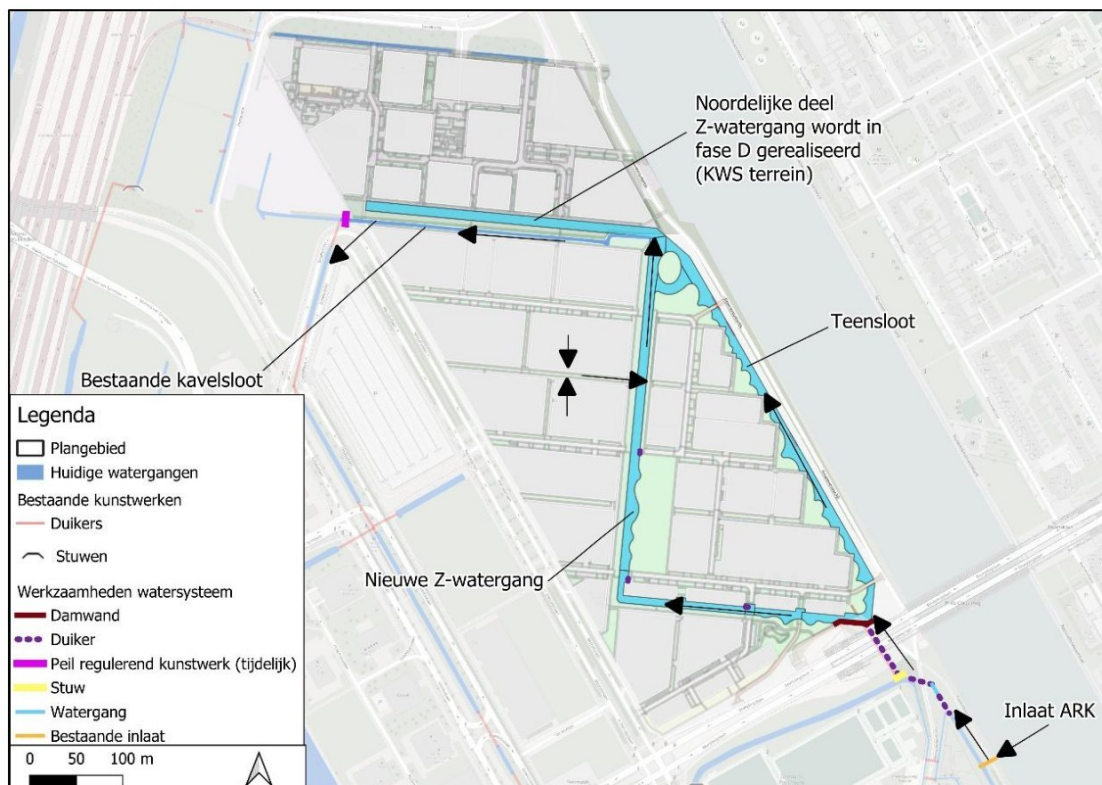 Noordelijke deel
Z-watergang wordt in
fase D gerealiseerd
(KWS terrein)
Teensloot
Bestaande kavelsloot
Nieuwe Z-watergang
Inlaat ARK
Legenda
Plangebied
Huidige watergangen
Bestaande kunstwerken
Duikers
Stuwen
Werkzaamheden watersysteem
Damwand
Duiker
Peil regulerend kunstwerk (tijdelijk)
Stuw
Watergang
Bestaande inlaat
0 50 100 m